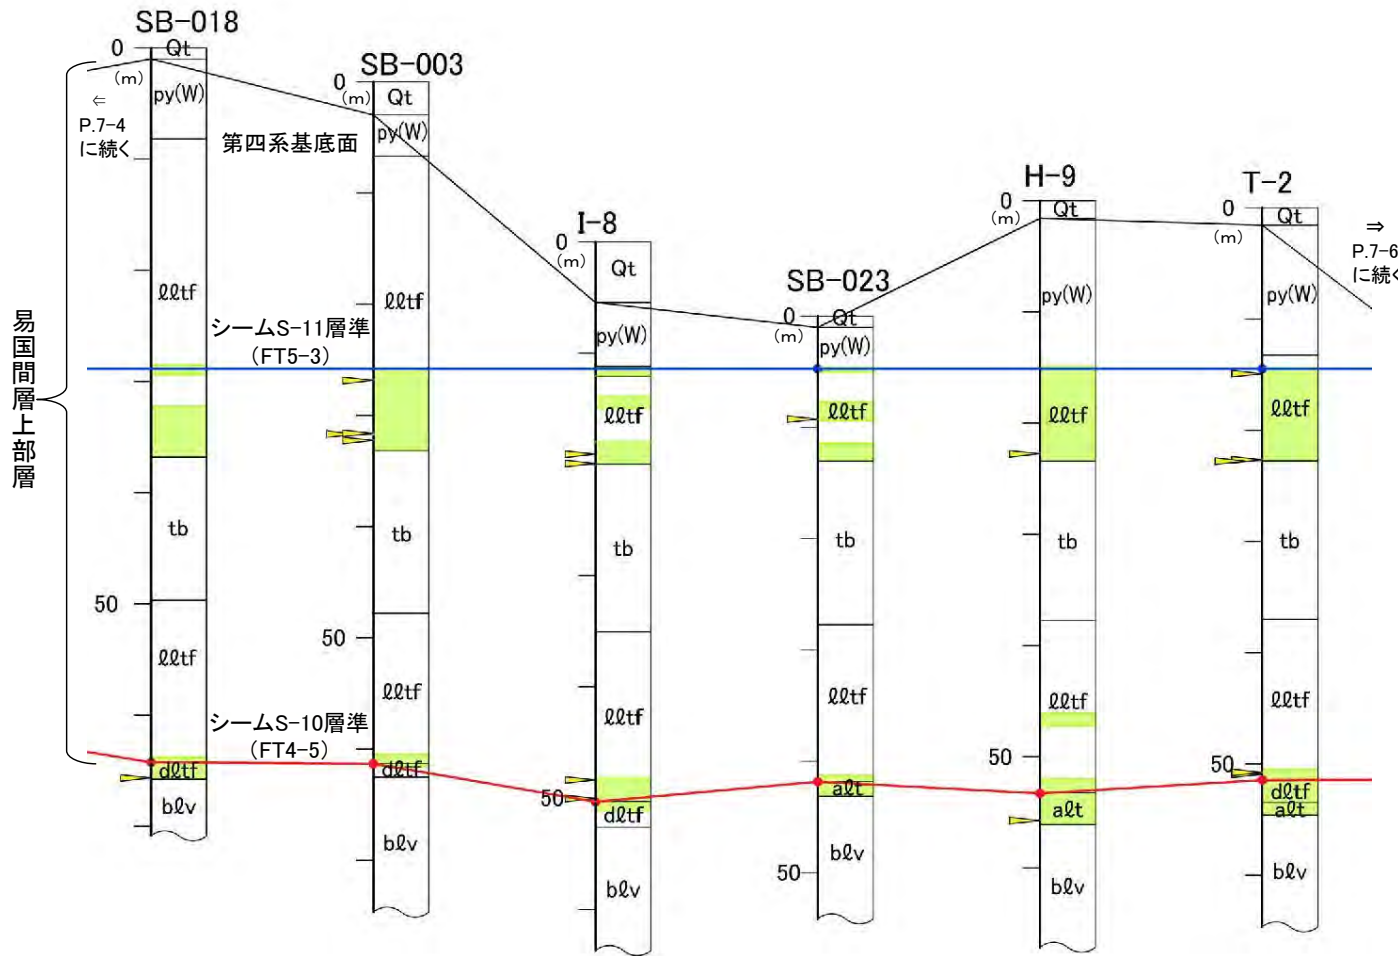 SB-018
0
(m)
Qt
py(W)
ℓℓtf
tb
50
ℓℓtf
dℓtf
bℓv
⇐
P.7-4
に続く
易国間層上部層
SB-003
0
(m)
Qt
py(W)
ℓℓtf
tb
50
ℓℓtf
dℓtf
bℓv
第四系基底面
シームS-11層準
(FT5-3)
シームS-10層準
(FT4-5)
I-8
0
(m)
Qt
py(W)
ℓℓtf
tb
ℓℓtf
50
dℓtf
bℓv
SB-023
0
(m)
Qt
py(W)
ℓℓtf
tb
ℓℓtf
aℓt
bℓv
50
H-9
0
(m)
Qt
py(W)
ℓℓtf
tb
ℓℓtf
50
aℓt
bℓv
T-2
0
(m)
Qt
py(W)
ℓℓtf
tb
ℓℓtf
50
dℓtf
aℓt
bℓv
⇒
P.7-6
に続く